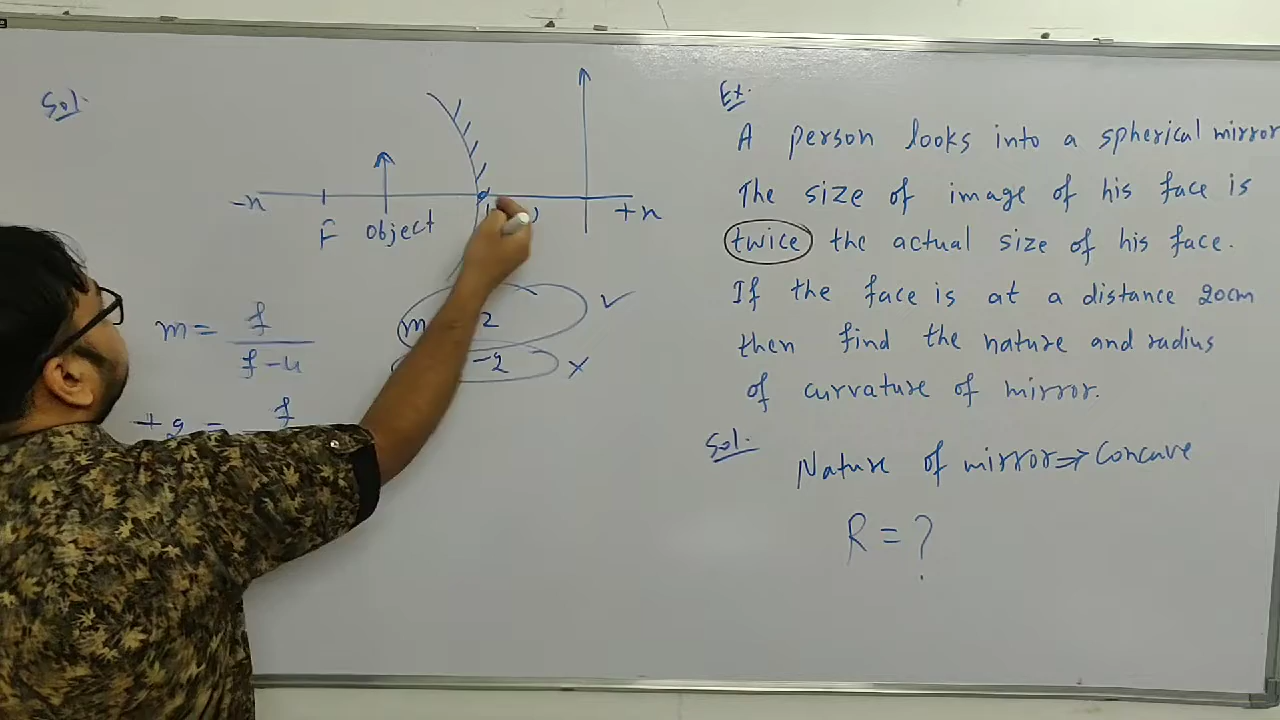 Sol.
-x
F
object
+x
m = f / f-u
m 2
-2
+2 = f
Ex.
A person looks into a spherical mirror
The size of image of his face is
twice the actual size of his face.
If the face is at a distance 20cm
then find the nature and radius
of curvature of mirror.
Sol.
Nature of mirror ⇒ Concave
R = ?